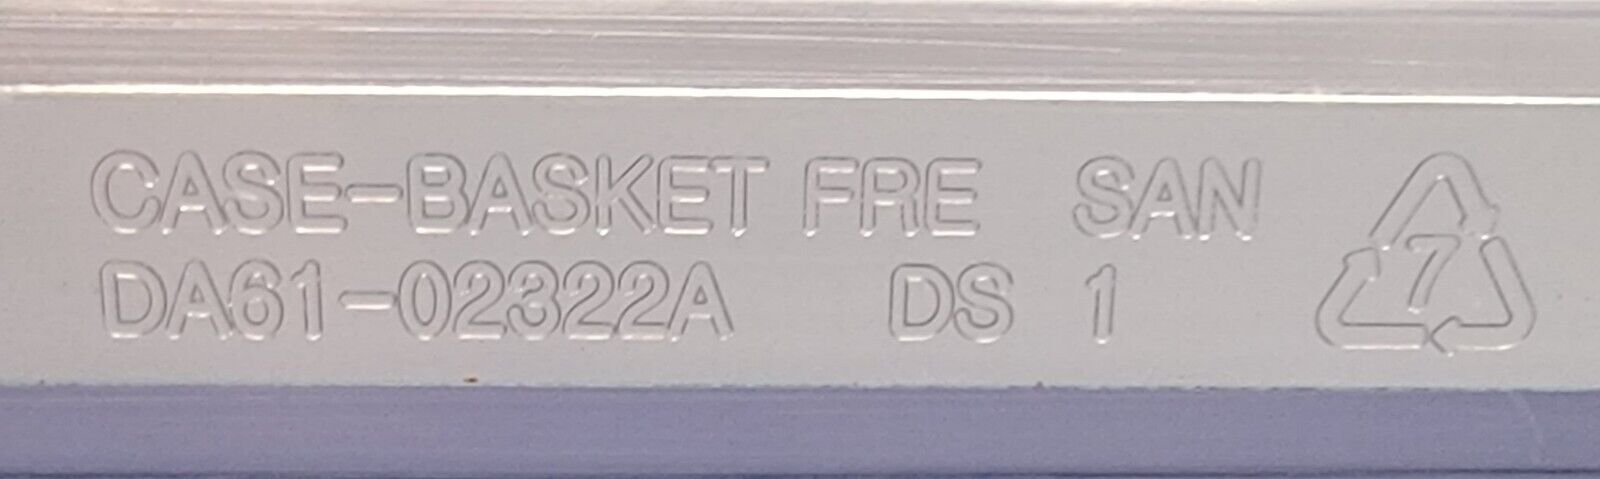 CASE-BASKET FRE SAN
DA61-02322A DS 1
7